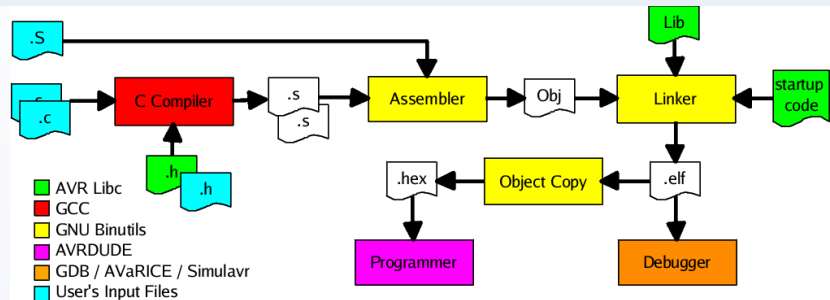 Lib
.S
.c
.c
C Compiler
.s
.s
Assembler
Obj
Linker
startup
code
.h
.h
.hex
Object Copy
.elf
Programmer
Debugger
AVR Libc
GCC
GNU Binutils
AVRDUDE
GDB / AVaRICE / Simulavr
User's Input Files